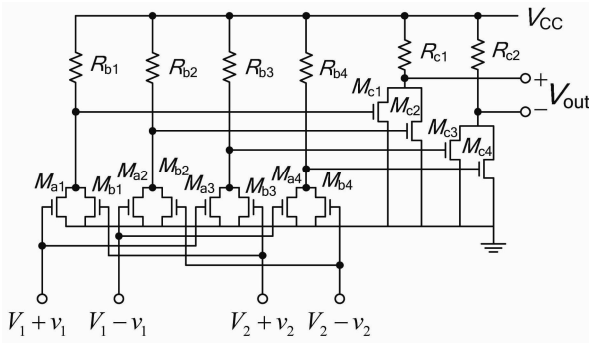 V_CC
R_b1 R_b2 R_b3 R_b4 R_c1 R_c2
M_c1 M_c2 M_c3 M_c4
+
V_out
−
M_a1 M_b1 M_a2 M_b2 M_a3 M_b3 M_a4 M_b4
V_1 + v_1 V_1 − v_1 V_2 + v_2 V_2 − v_2